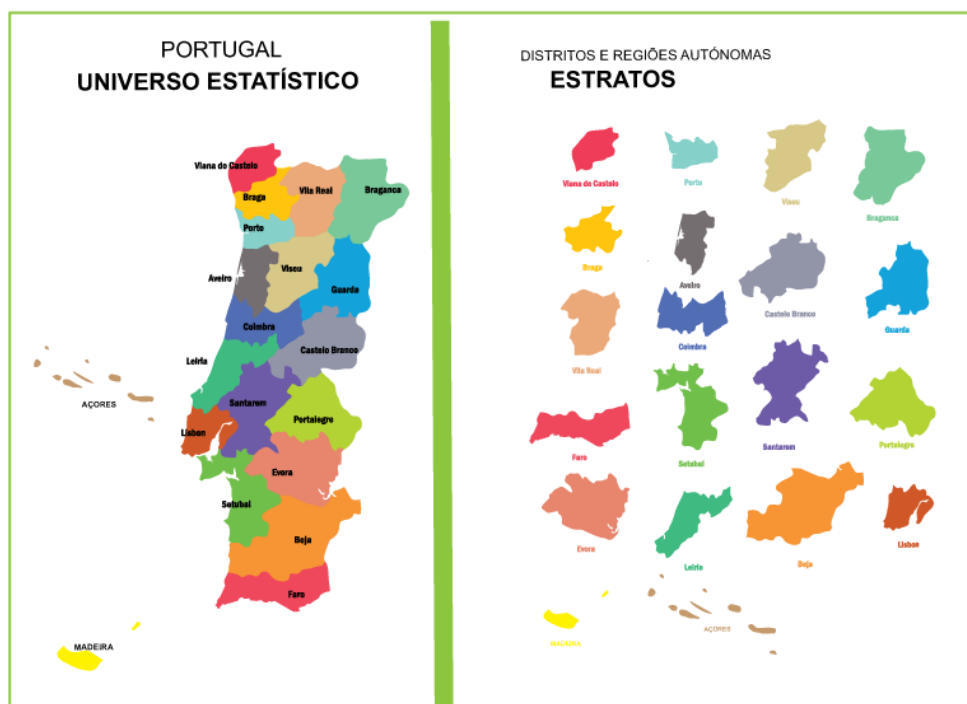 PORTUGAL
UNIVERSO ESTATÍSTICO
Viana do Castelo
Braga
Vila Real
Braganca
Porto
Aveiro
Viseu
Guarda
Coimbra
Leiria
Castelo Branco
AÇORES
Santarem
Portalegre
Lisbon
Evora
Setubal
Beja
Faro
MADEIRA
DISTRITOS E REGIÕES AUTÓNOMAS
ESTRATOS
Viana do Castelo
Porto
Viseu
Braganca
Braga
Aveiro
Castelo Branco
Guarda
Vila Real
Coimbra
Faro
Setubal
Santarem
Portalegre
Evora
Leiria
Beja
Lisbon
MADEIRA
AÇORES